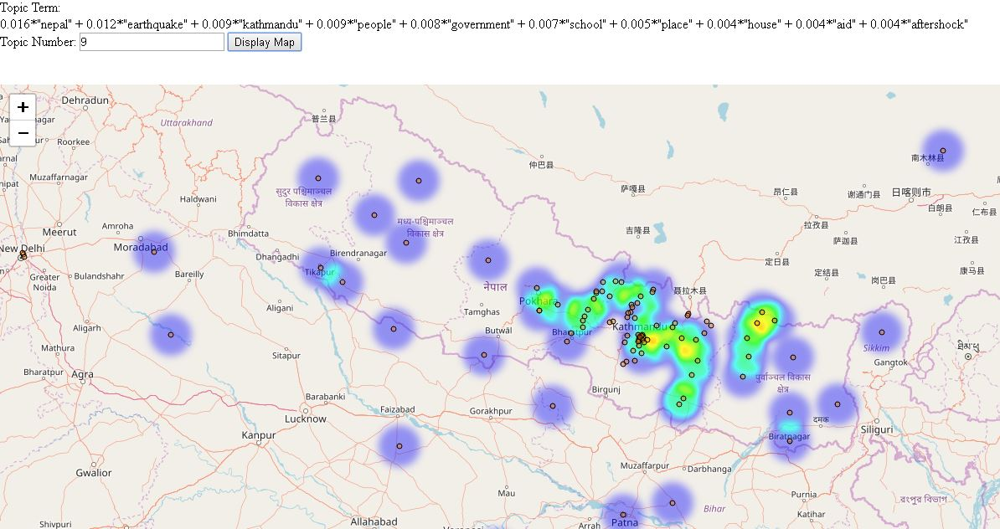 Topic Term:
0.016*"nepal" + 0.012*"earthquake" + 0.009*"kathmandu" + 0.009*"people" + 0.008*"government" + 0.007*"school" + 0.005*"place" + 0.004*"house" + 0.004*"aid" + 0.004*"aftershock"
Topic Number: 9 Display Map
+
−
Dehradun
普兰县
Uttarakhand
Roorkee
南木林县
Muzaffarnagar
仲巴县
萨嘎县
昂仁县
谢通门县
日喀则市
सुदुर पश्चिमाञ्चल
विकास क्षेत्र
Haldwani
白朗县
仁布县
मध्य-पश्चिमाञ्चल
विकास क्षेत्र
Meerut
Amroha
Bhimdatta
吉隆县
拉孜县
萨迦县
江孜县
New Delhi
Moradabad
Dhangadhi
Birendranagar
定日县
Greater
Noida
Bulandshahr
Bareilly
Tikapur
定结县
岗巴县
康马县
नेपाल
聂拉木县
Pokhara
Aligani
Tamghas
Aligarh
Butwal
Bharatpur
Kathmandu
Mathura
Sitapur
Sikkim
Gangtok
Bharatpur
Agra
पुर्वाञ्चल विकास
क्षेत्र
Birgunj
Barabanki
Faizabad
Gorakhpur
Lucknow
दमक
Siliguri
Kanpur
Biratnagar
Gwalior
Muzaffarpur
Darbhanga
Mau
Purnia
রংপুর বিভাগ
Bihar
Katihar
Shivpuri
Allahabad
Arrah
Patna